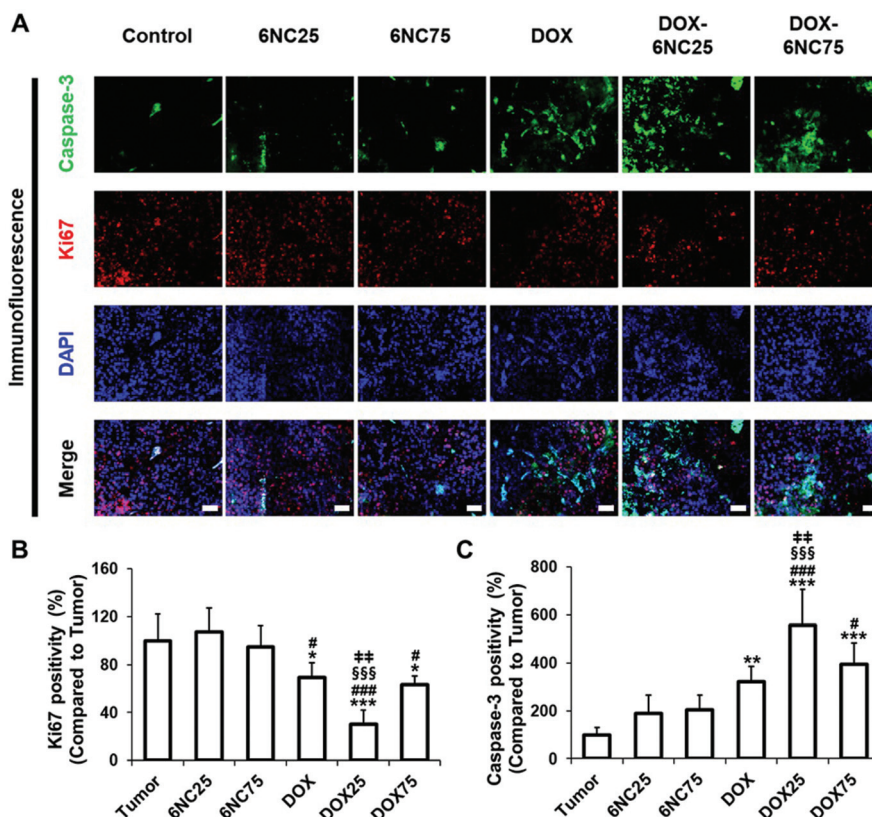 A
Control
6NC25
6NC75
DOX
DOX-
6NC25
DOX-
6NC75
Immunofluorescence
Caspase-3
Ki67
DAPI
Merge
B
Ki67 positivity (%)
(Compared to Tumor)
160
120
80
40
0
#
*
‡‡
§§§
###
***
#
*
Tumor
6NC25
6NC75
DOX
DOX25
DOX75
C
Caspase-3 positivity (%)
(Compared to Tumor)
800
600
400
200
0
**
‡‡
§§§
###
***
#
***
Tumor
6NC25
6NC75
DOX
DOX25
DOX75